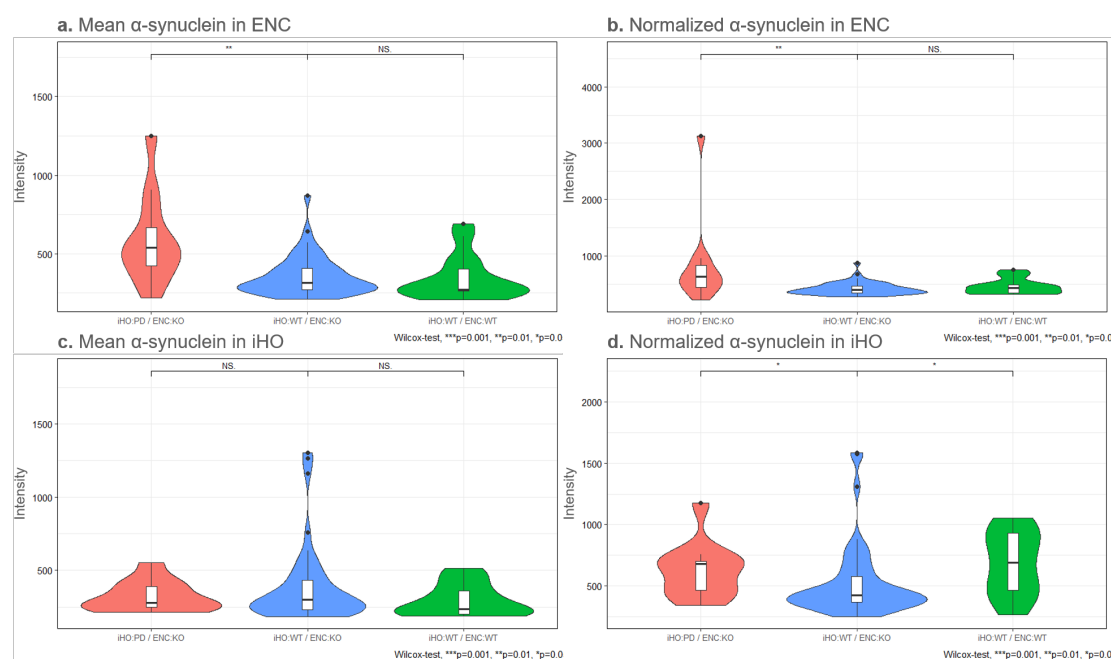 a. Mean α-synuclein in ENC
Intensity
1500
1000
500
**
NS.
iHO:PD / ENC:KO
iHO:WT / ENC:KO
iHO:WT / ENC:WT
Wilcox-test, ***p=0.001, **p=0.01, *p=0.0
b. Normalized α-synuclein in ENC
Intensity
4000
3000
2000
1000
**
NS.
iHO:PD / ENC:KO
iHO:WT / ENC:KO
iHO:WT / ENC:WT
Wilcox-test, ***p=0.001, **p=0.01, *p=0.0
c. Mean α-synuclein in iHO
Intensity
1500
1000
500
NS.
NS.
iHO:PD / ENC:KO
iHO:WT / ENC:KO
iHO:WT / ENC:WT
Wilcox-test, ***p=0.001, **p=0.01, *p=0.0
d. Normalized α-synuclein in iHO
Intensity
2000
1500
1000
500
*
*
iHO:PD / ENC:KO
iHO:WT / ENC:KO
iHO:WT / ENC:WT
Wilcox-test, ***p=0.001, **p=0.01, *p=0.0